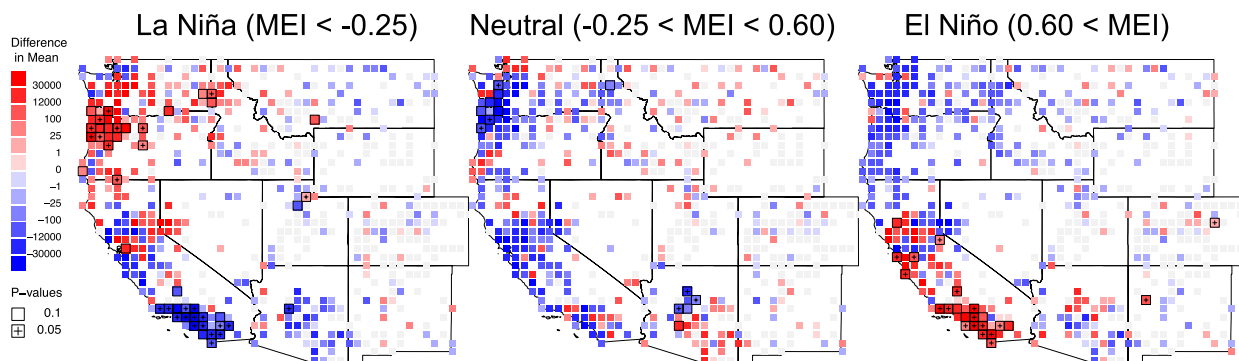 La Niña (MEI < -0.25)
Neutral (-0.25 < MEI < 0.60)
El Niño (0.60 < MEI)
Difference
in Mean
30000
12000
100
25
1
0
−1
−25
−100
−12000
−30000
P−values
0.1
0.05